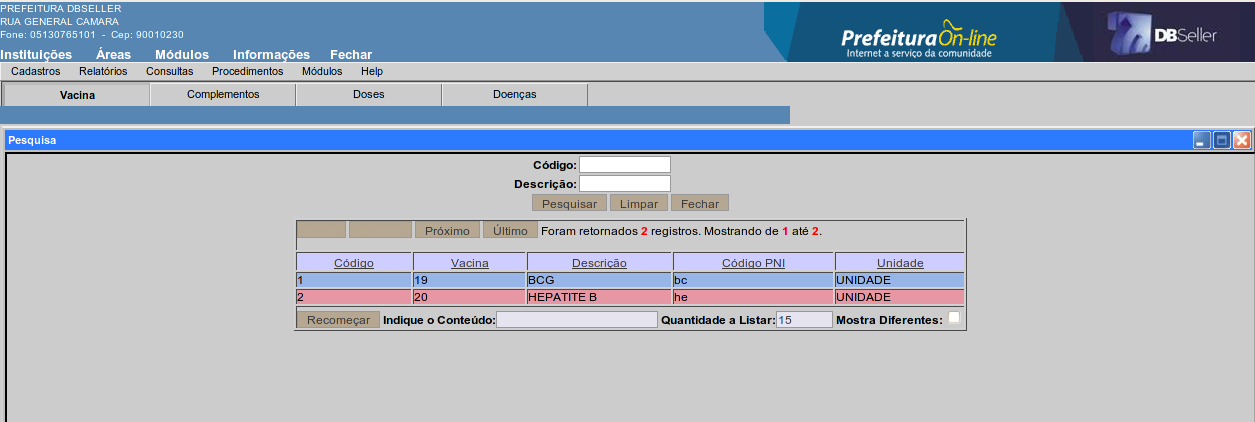 PREFEITURA DBSELLER
RUA GENERAL CAMARA
Fone: 05130765101 - Cep: 90010230
Instituições Áreas Módulos Informações Fechar
PrefeituraOn-line
Internet a serviço da comunidade
DBSeller
Cadastros Relatórios Consultas Procedimentos Módulos Help
Vacina Complementos Doses Doenças
Pesquisa
Código:
Descrição:
Pesquisar Limpar Fechar
Próximo Último Foram retornados 2 registros. Mostrando de 1 até 2.
Código Vacina Descrição Código PNI Unidade
1 19 BCG bc UNIDADE
2 20 HEPATITE B he UNIDADE
Recomeçar Indique o Conteúdo: Quantidade a Listar: 15 Mostra Diferentes: